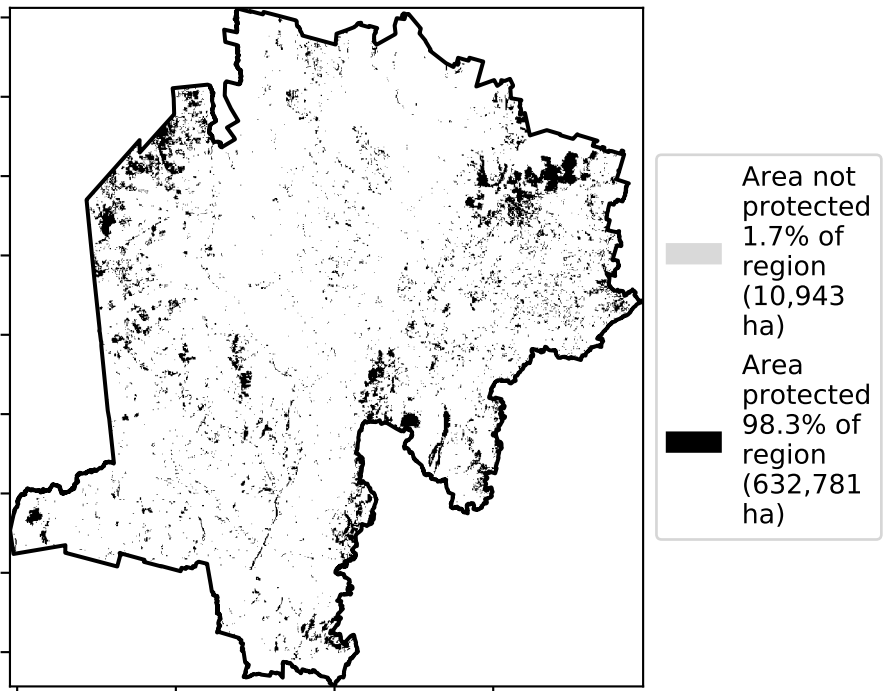 Area not
protected
1.7% of
region
(10,943
ha)
Area
protected
98.3% of
region
(632,781
ha)